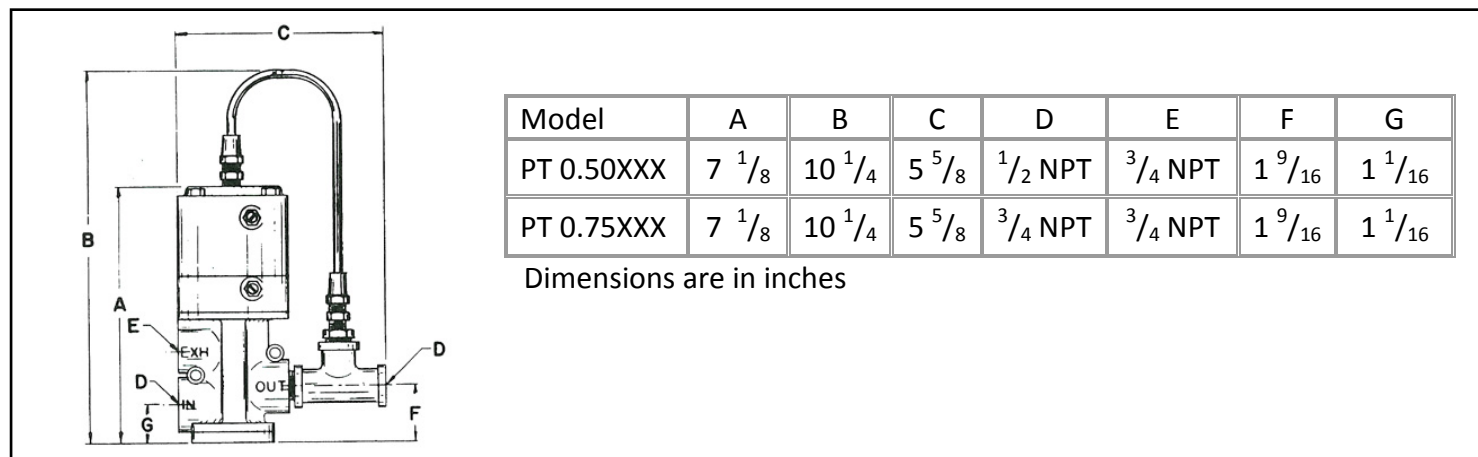 C
B
A
E
EXH
D
IN
G
OUT
D
F
Model A B C D E F G
PT 0.50XXX 7 1/8 10 1/4 5 5/8 1/2 NPT 3/4 NPT 1 9/16 1 1/16
PT 0.75XXX 7 1/8 10 1/4 5 5/8 3/4 NPT 3/4 NPT 1 9/16 1 1/16
Dimensions are in inches